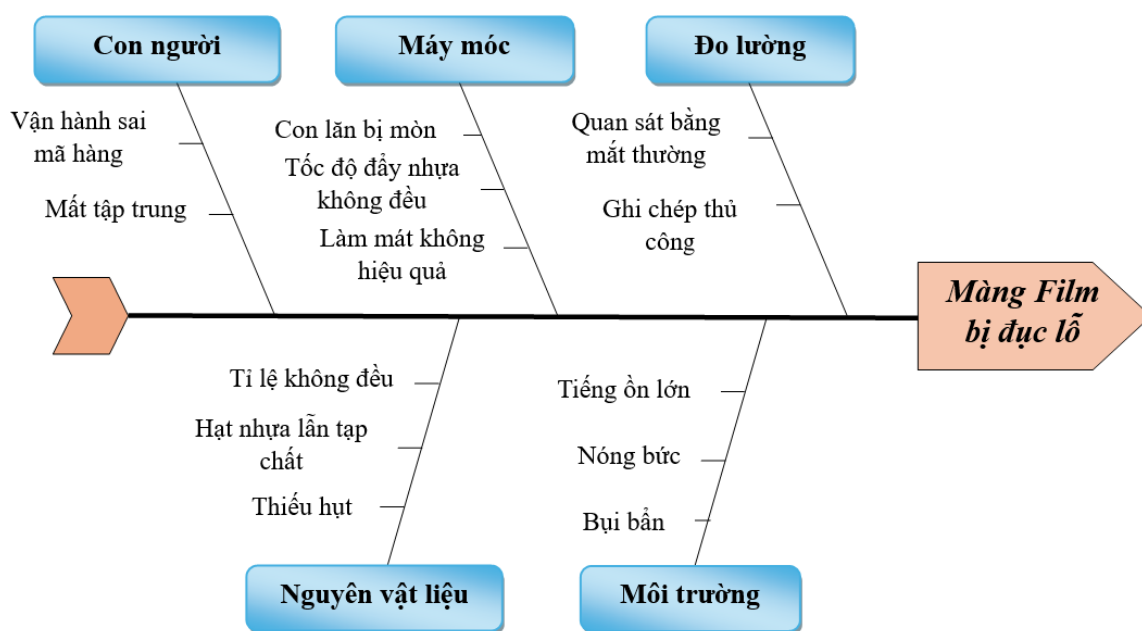 Con người
Máy móc
Đo lường
Vận hành sai
mã hàng
Mất tập trung
Con lăn bị mòn
Tốc độ đẩy nhựa
không đều
Làm mát không
hiệu quả
Quan sát bằng
mắt thường
Ghi chép thủ
công
Màng Film
bị đục lỗ
Tỉ lệ không đều
Hạt nhựa lẫn tạp
chất
Thiếu hụt
Tiếng ồn lớn
Nóng bức
Bụi bẩn
Nguyên vật liệu
Môi trường